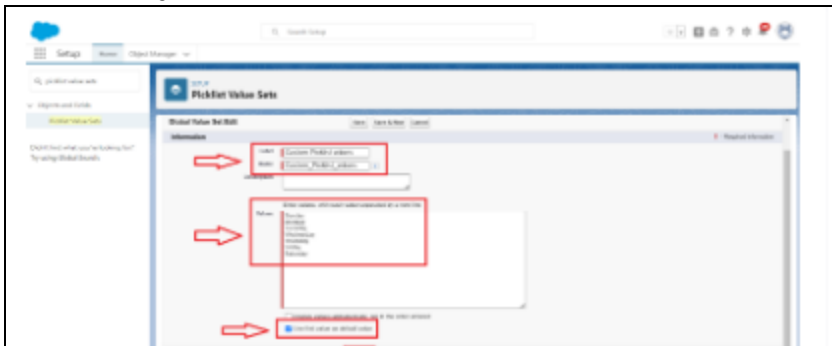 Search Setup
Setup Home Object Manager
picklist value sets
SETUP
Picklist Value Sets
Objects and Fields
Picklist Value Sets
Didn't find what you're looking for?
Try using Global Search.
Global Value Set Edit Save Save & New Cancel
Information Required Information
Label Custom Picklist values
Name Custom_Picklist_values
Description
Values
Sunday
Monday
Tuesday
Wednesday
Thursday
Friday
Saturday
Use first value as default value